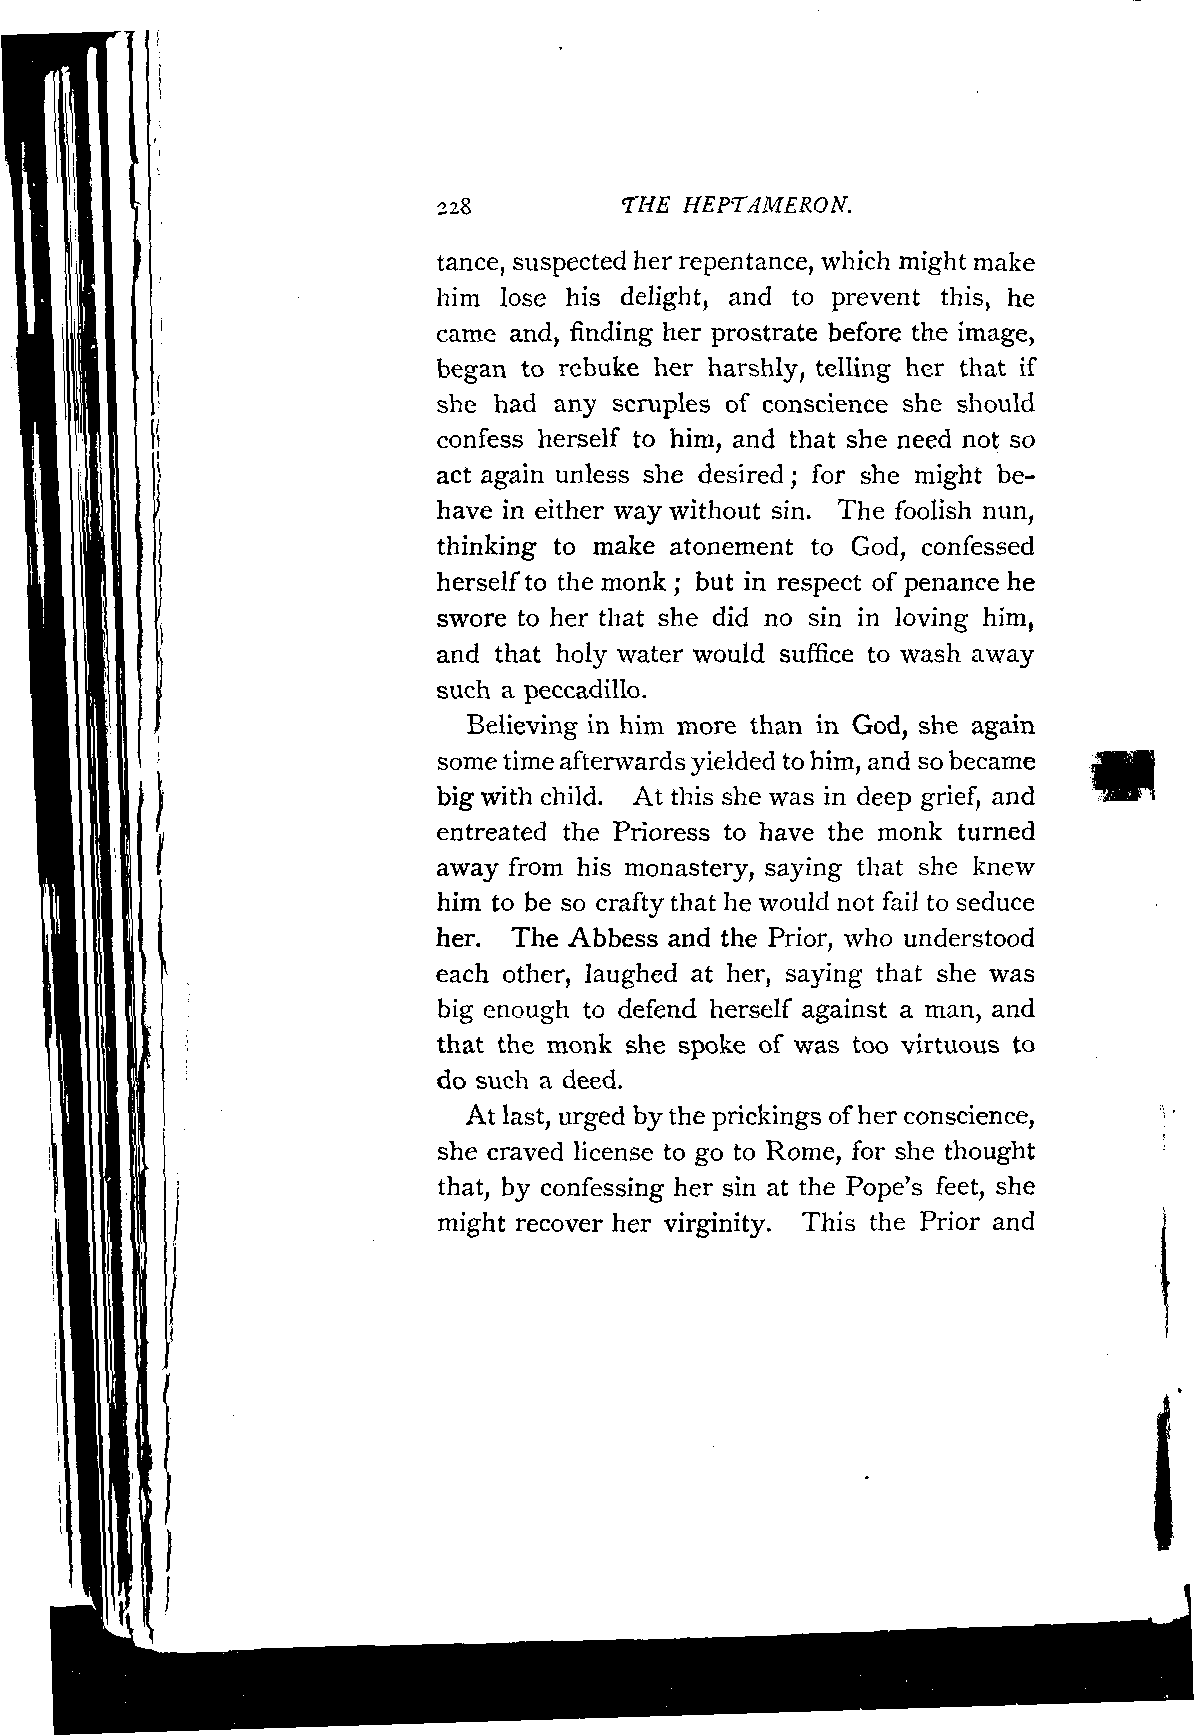 228 THE HEPTAMERON.
tance, suspected her repentance, which might make
him lose his delight, and to prevent this, he
came and, finding her prostrate before the image,
began to rebuke her harshly, telling her that if
she had any scruples of conscience she should
confess herself to him, and that she need not so
act again unless she desired; for she might be-
have in either way without sin. The foolish nun,
thinking to make atonement to God, confessed
herself to the monk; but in respect of penance he
swore to her that she did no sin in loving him,
and that holy water would suffice to wash away
such a peccadillo.
Believing in him more than in God, she again
some time afterwards yielded to him, and so became
big with child. At this she was in deep grief, and
entreated the Prioress to have the monk turned
away from his monastery, saying that she knew
him to be so crafty that he would not fail to seduce
her. The Abbess and the Prior, who understood
each other, laughed at her, saying that she was
big enough to defend herself against a man, and
that the monk she spoke of was too virtuous to
do such a deed.
At last, urged by the prickings of her conscience,
she craved license to go to Rome, for she thought
that, by confessing her sin at the Pope's feet, she
might recover her virginity. This the Prior and